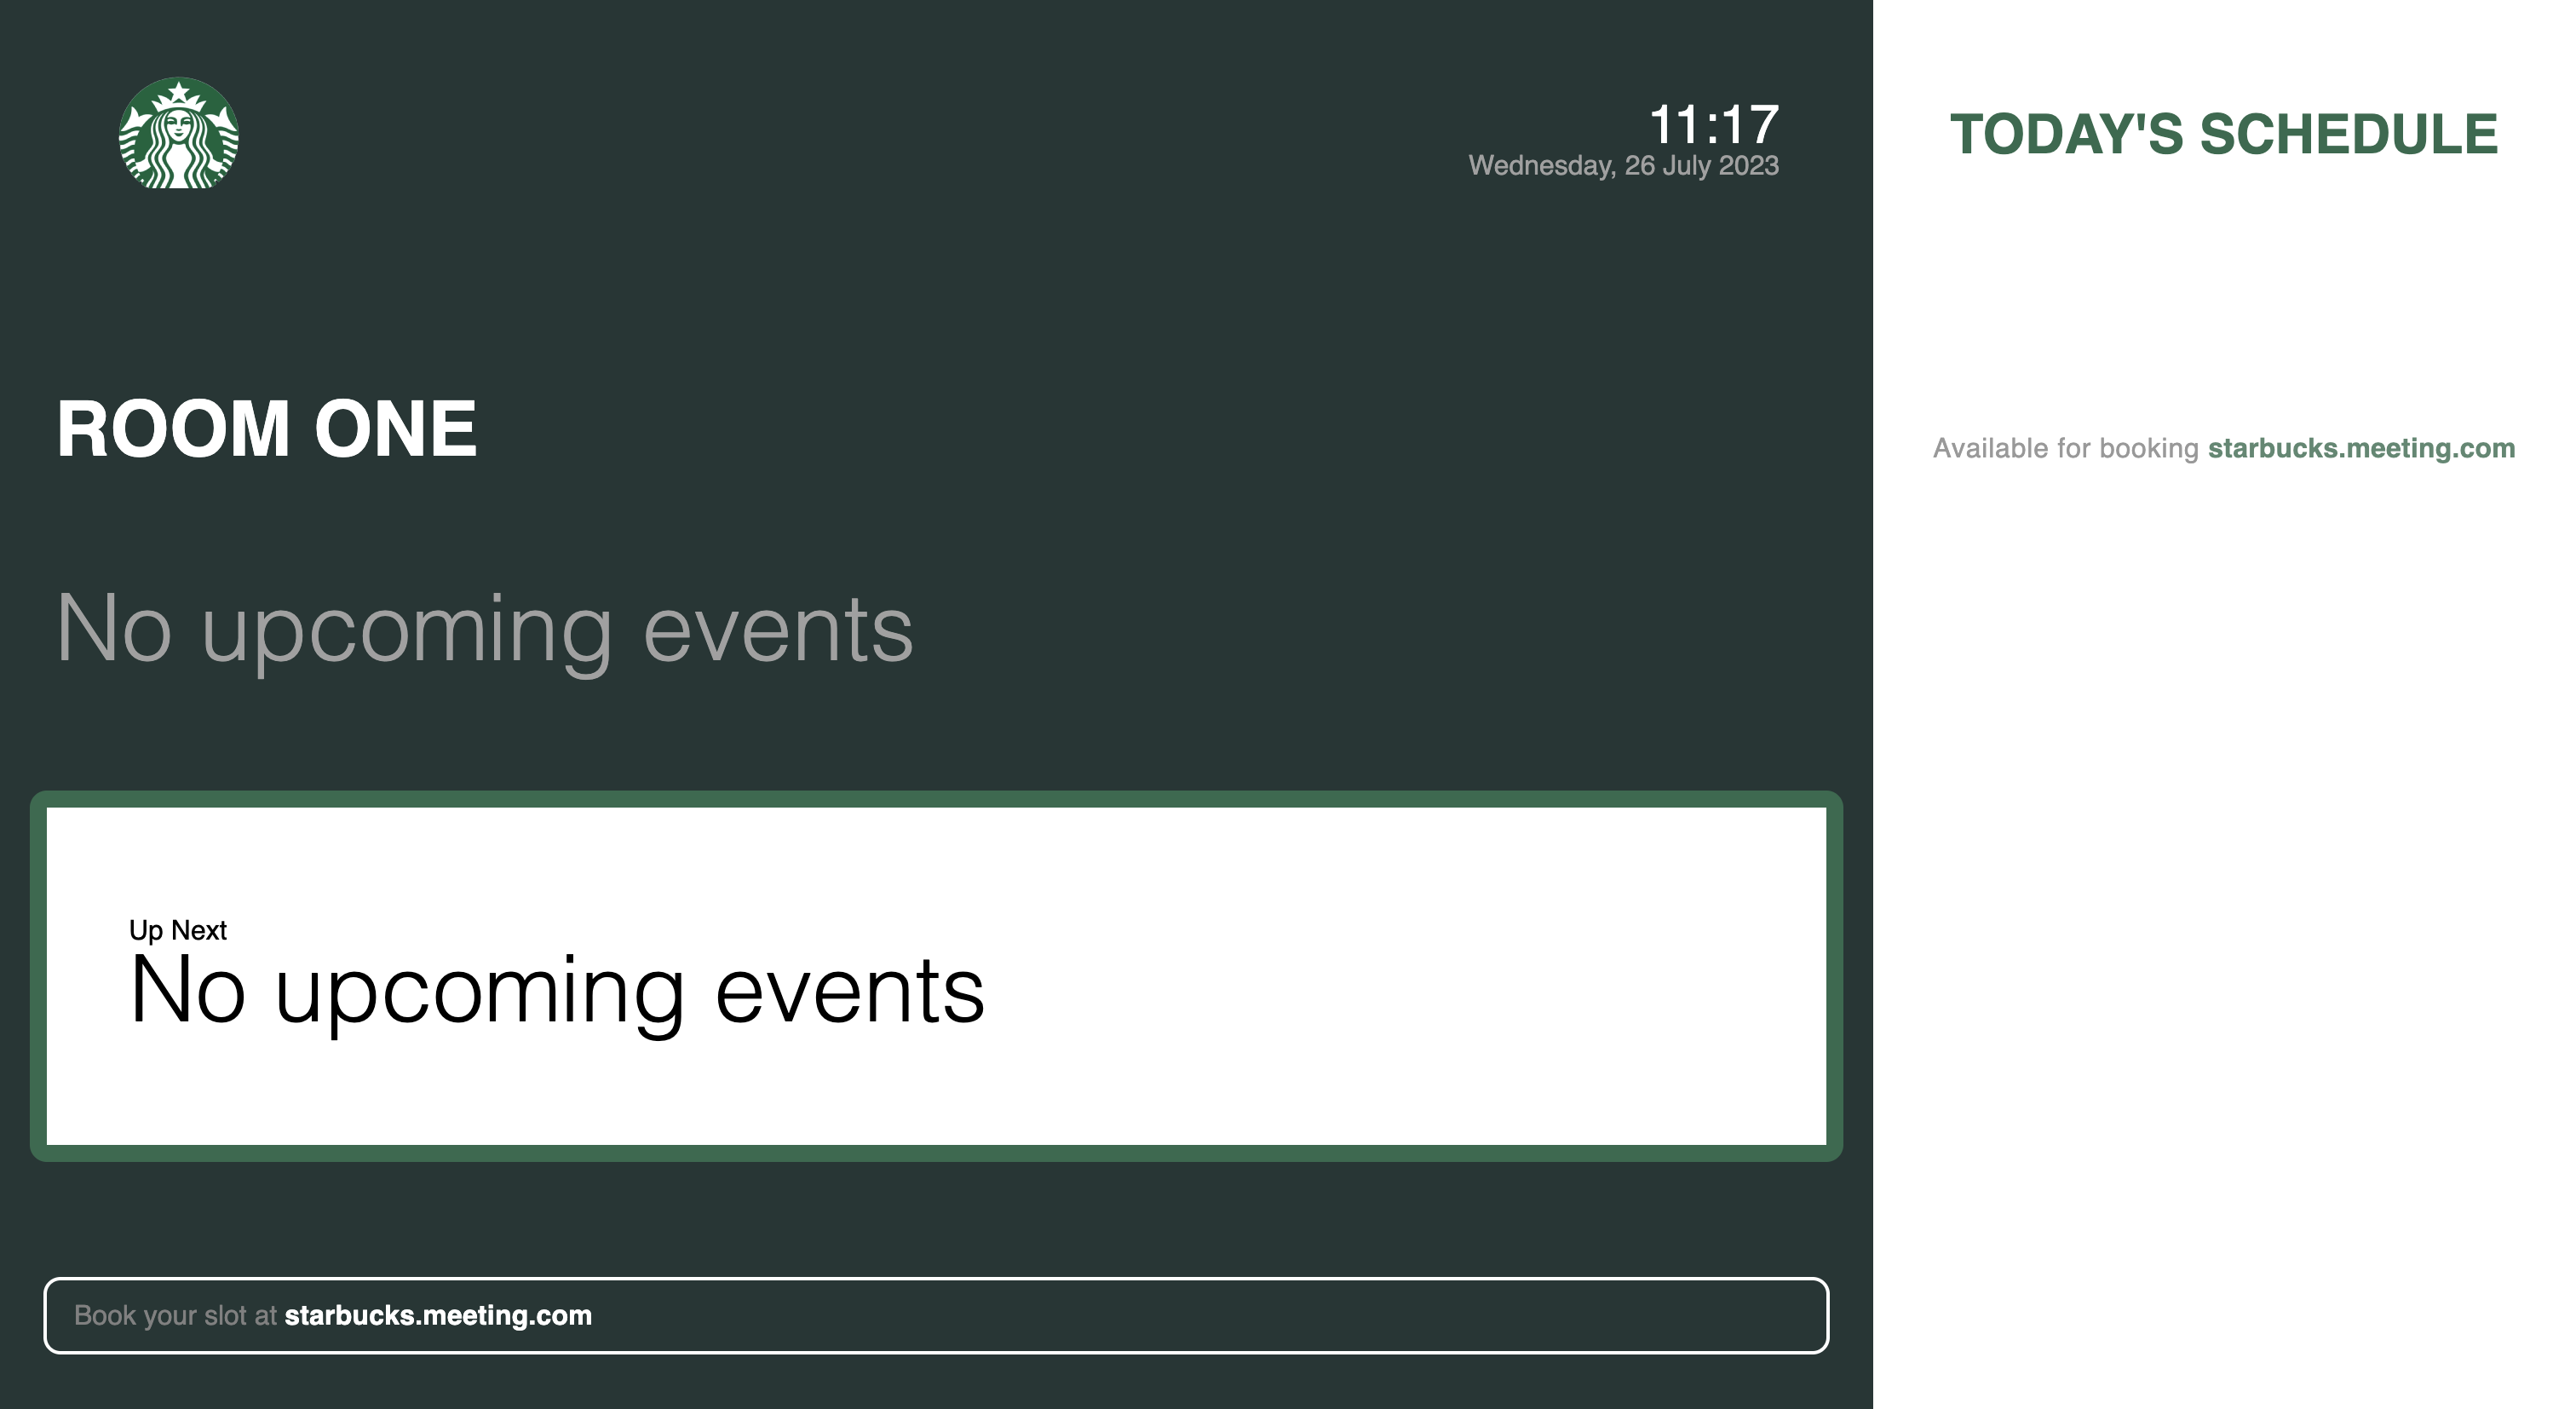 11:17
Wednesday, 26 July 2023
ROOM ONE
No upcoming events
Up Next
No upcoming events
Book your slot at starbucks.meeting.com
TODAY'S SCHEDULE
Available for booking starbucks.meeting.com